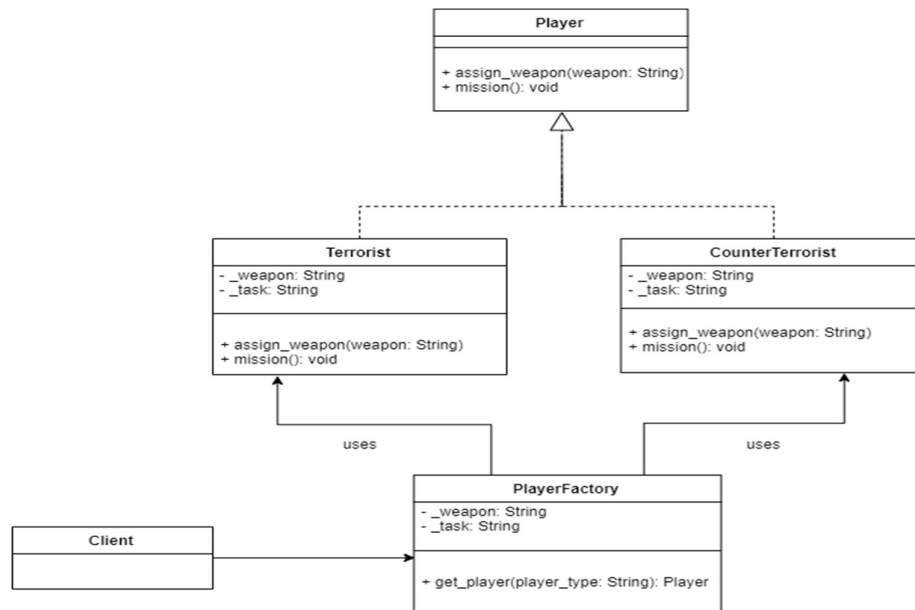 Player
+ assign_weapon(weapon: String)
+ mission(): void
Terrorist
- _weapon: String
- _task: String
+ assign_weapon(weapon: String)
+ mission(): void
CounterTerrorist
- _weapon: String
- _task: String
+ assign_weapon(weapon: String)
+ mission(): void
uses
uses
PlayerFactory
- _weapon: String
- _task: String
+ get_player(player_type: String): Player
Client